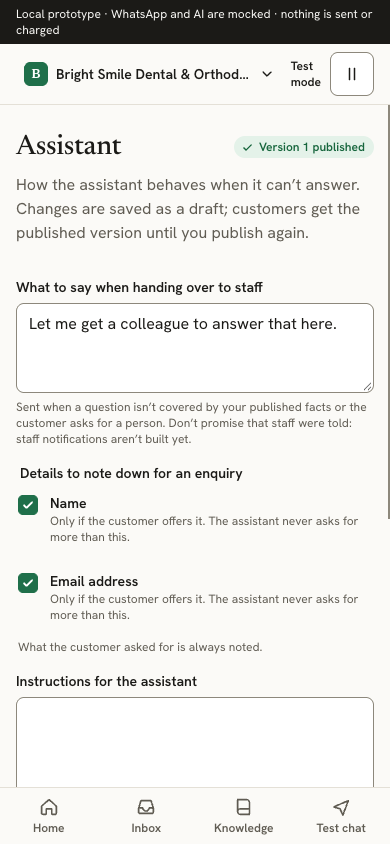 Local prototype · WhatsApp and AI are mocked · nothing is sent or
charged
B
Bright Smile Dental & Orthod...
Test
mode
Assistant
Version 1 published
How the assistant behaves when it can’t answer.
Changes are saved as a draft; customers get the
published version until you publish again.
What to say when handing over to staff
Let me get a colleague to answer that here.
Sent when a question isn’t covered by your published facts or the
customer asks for a person. Don’t promise that staff were told:
staff notifications aren’t built yet.
Details to note down for an enquiry
Name
Only if the customer offers it. The assistant never asks for
more than this.
Email address
Only if the customer offers it. The assistant never asks for
more than this.
What the customer asked for is always noted.
Instructions for the assistant
Home
Inbox
Knowledge
Test chat